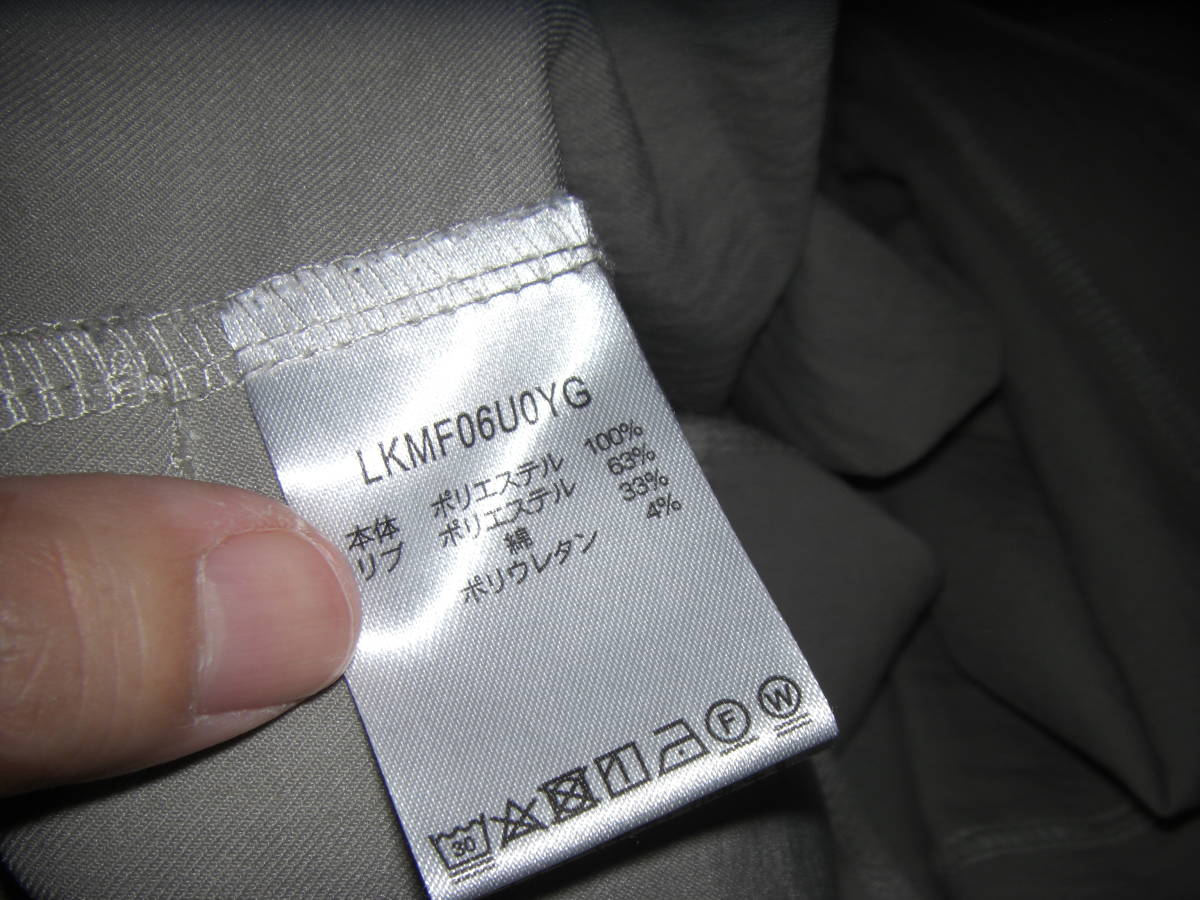 LKMF06U0YG
本体 ポリエステル 100%
リブ ポリエステル 63%
綿 33%
ポリウレタン 4%
30 F W